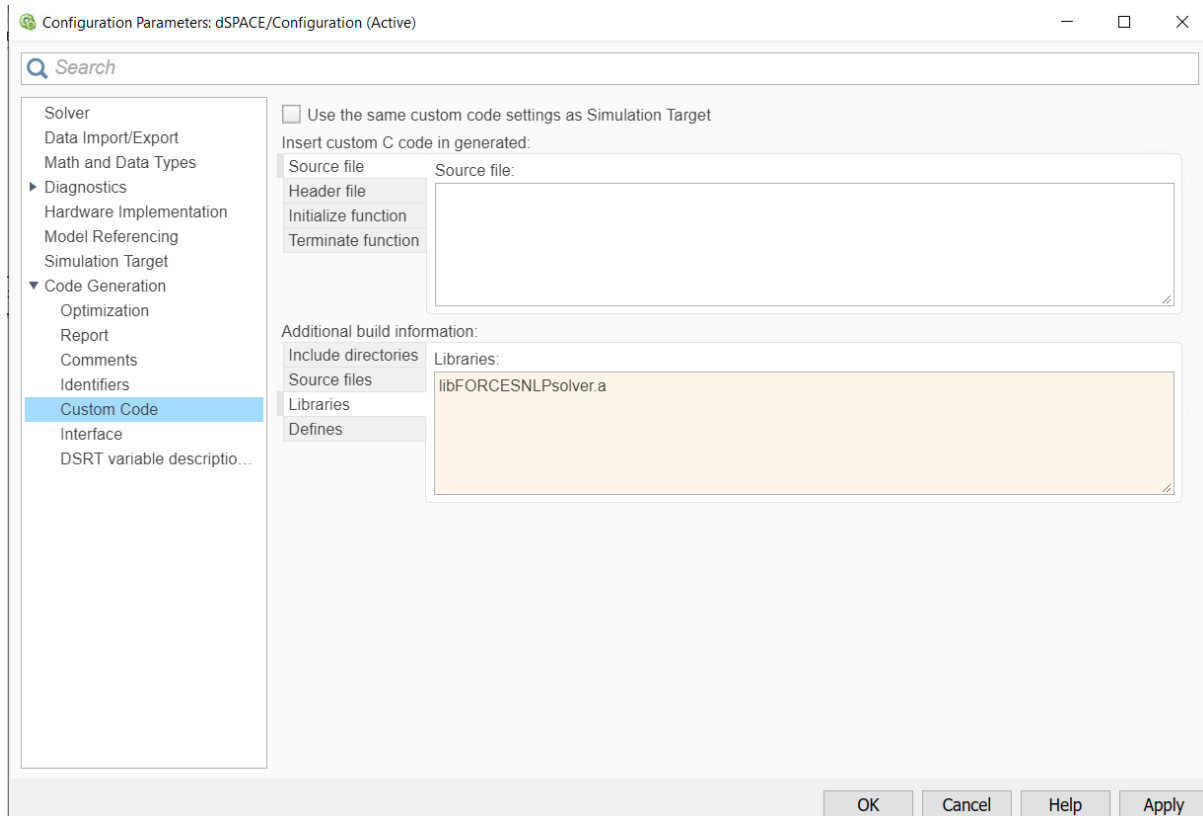 Configuration Parameters: dSPACE/Configuration (Active)
Search
Solver
Data Import/Export
Math and Data Types
Diagnostics
Hardware Implementation
Model Referencing
Simulation Target
Code Generation
Optimization
Report
Comments
Identifiers
Custom Code
Interface
DSRT variable descriptio...
Use the same custom code settings as Simulation Target
Insert custom C code in generated:
Source file
Header file
Initialize function
Terminate function
Source file:
Additional build information:
Include directories
Source files
Libraries
Defines
Libraries:
libFORCESNLPsolver.a
OK
Cancel
Help
Apply